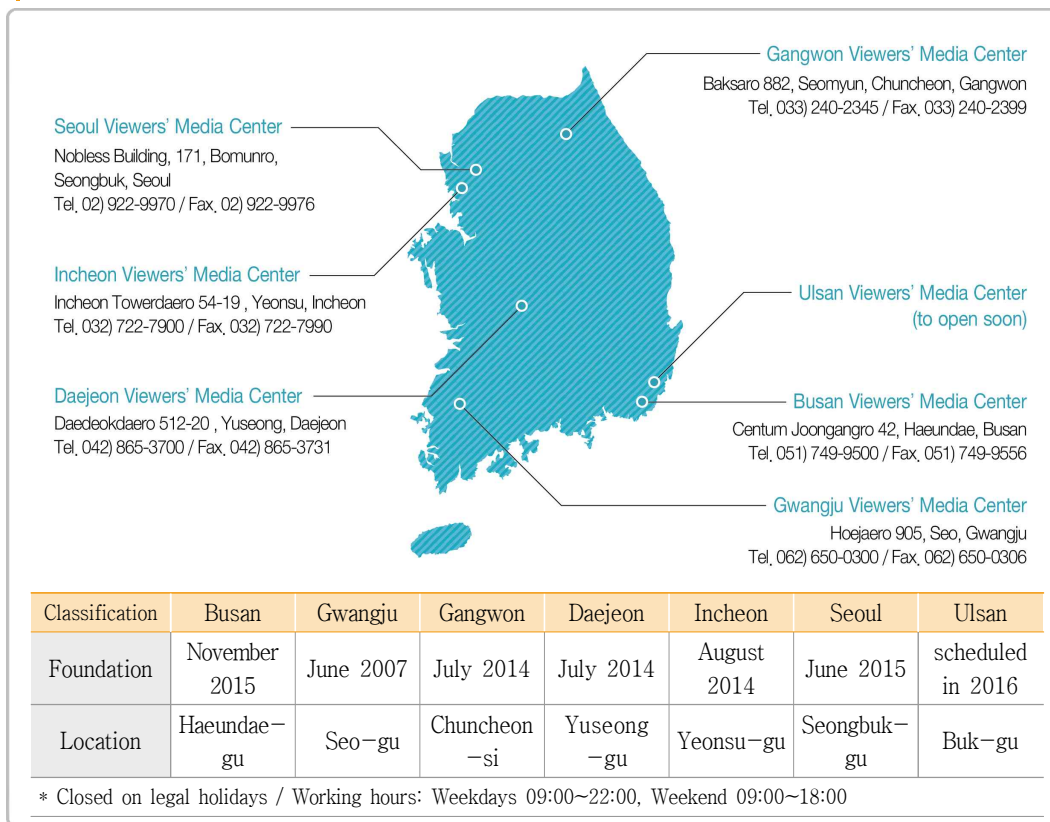 Gangwon Viewers' Media Center
Baksaro 882, Seomyun, Chuncheon, Gangwon
Tel. 033) 240-2345 / Fax. 033) 240-2399
Seoul Viewers' Media Center
Nobless Building, 171, Bomunro,
Seongbuk, Seoul
Tel. 02) 922-9970 / Fax. 02) 922-9976
Incheon Viewers' Media Center
Incheon Towerdaero 54-19 , Yeonsu, Incheon
Tel. 032) 722-7900 / Fax. 032) 722-7990
Ulsan Viewers' Media Center
(to open soon)
Daejeon Viewers' Media Center
Daedeokdaero 512-20 , Yuseong, Daejeon
Tel. 042) 865-3700 / Fax. 042) 865-3731
Busan Viewers' Media Center
Centum Joongangro 42, Haeundae, Busan
Tel. 051) 749-9500 / Fax. 051) 749-9556
Gwangju Viewers' Media Center
Hoejaero 905, Seo, Gwangju
Tel. 062) 650-0300 / Fax. 062) 650-0306
Classification Busan Gwangju Gangwon Daejeon Incheon Seoul Ulsan
Foundation November 2015 June 2007 July 2014 July 2014 August 2014 June 2015 scheduled in 2016
Location Haeundae-gu Seo-gu Chuncheon-si Yuseong-gu Yeonsu-gu Seongbuk-gu Buk-gu
* Closed on legal holidays / Working hours: Weekdays 09:00~22:00, Weekend 09:00~18:00